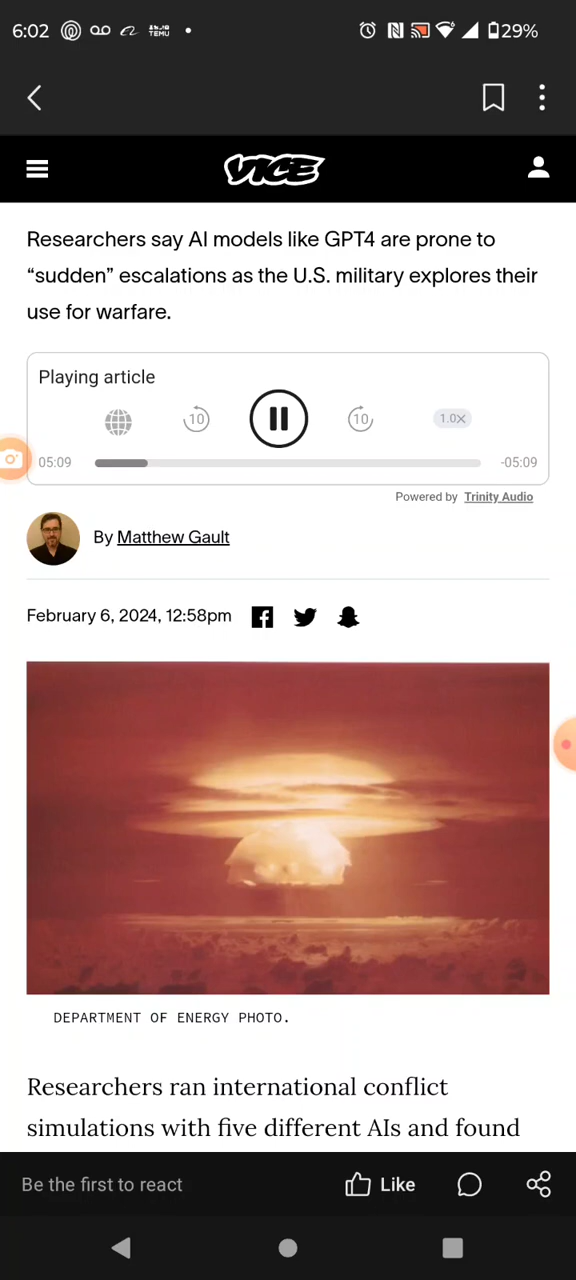 6:02
TEMU
29%
VICE
Researchers say AI models like GPT4 are prone to
“sudden” escalations as the U.S. military explores their
use for warfare.
Playing article
10
10
1.0X
05:09
-05:09
Powered by Trinity Audio
By Matthew Gault
February 6, 2024, 12:58pm
DEPARTMENT OF ENERGY PHOTO.
Researchers ran international conflict
simulations with five different AIs and found
Be the first to react
Like